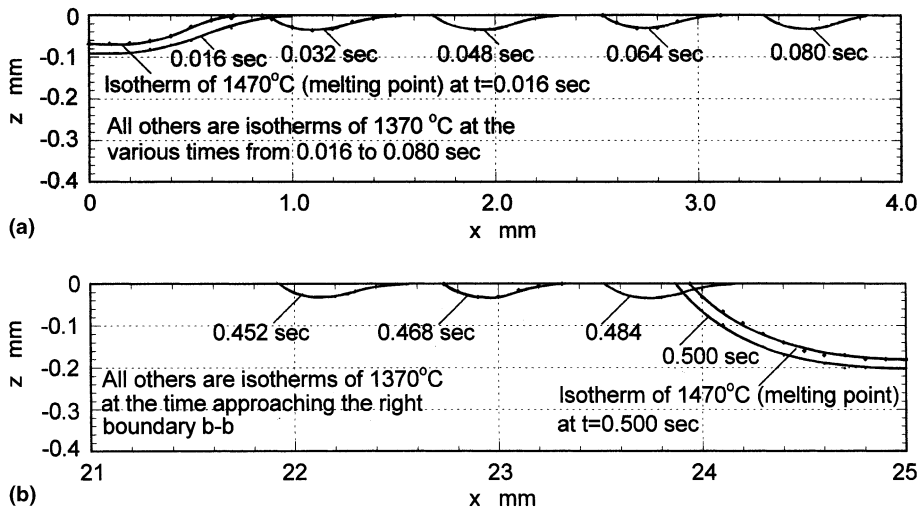 0
-0.1
-0.2
-0.3
-0.4
z mm
0.016 sec
0.032 sec
0.048 sec
0.064 sec
0.080 sec
Isotherm of 1470°C (melting point) at t=0.016 sec
All others are isotherms of 1370 °C at the
various times from 0.016 to 0.080 sec
0
1.0
2.0
3.0
4.0
x mm
(a)
0
-0.1
-0.2
-0.3
-0.4
z mm
0.452 sec
0.468 sec
0.484
0.500 sec
All others are isotherms of 1370°C
at the time approaching the right
boundary b-b
Isotherm of 1470°C (melting point)
at t=0.500 sec
21
22
23
24
25
x mm
(b)